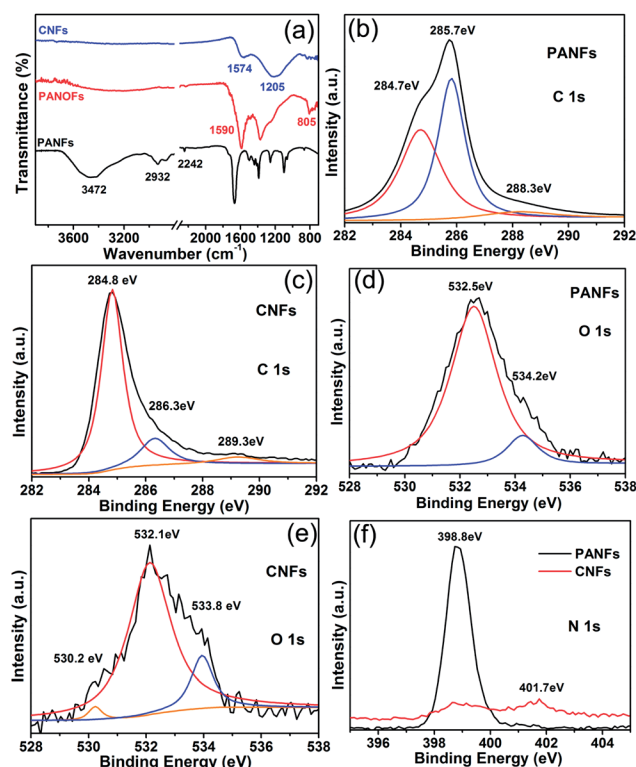 (a)
CNFs
1574
1205
PANOFs
1590
805
PANFs
2242
3472
2932
Transmittance (%)
3600 3200 2000 1600 1200 800
Wavenumber (cm-1)
(b)
285.7eV
PANFs
284.7eV
C 1s
288.3eV
Intensity (a.u.)
282 284 286 288 290 292
Binding Energy (eV)
(c)
284.8 eV
CNFs
C 1s
286.3eV
289.3eV
Intensity (a.u.)
282 284 286 288 290 292
Binding Energy (eV)
(d)
532.5eV
PANFs
O 1s
534.2eV
Intensity (a.u.)
528 530 532 534 536 538
Binding Energy (eV)
(e)
532.1eV
CNFs
533.8 eV
O 1s
530.2 eV
Intensity (a.u.)
528 530 532 534 536 538
Binding Energy (eV)
(f)
398.8eV
PANFs
CNFs
N 1s
401.7eV
Intensity (a.u.)
396 398 400 402 404
Binding Energy (eV)